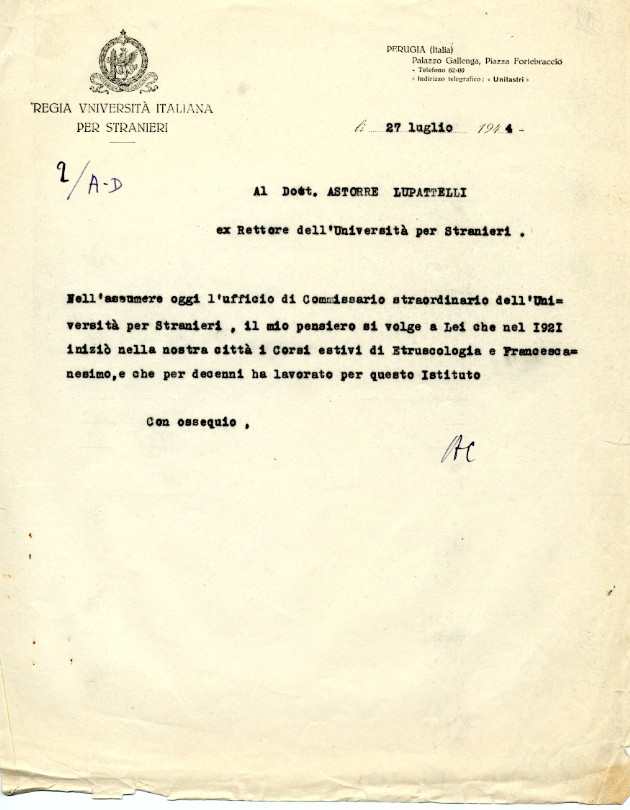 REGIA VNIVERSITÀ ITALIANA
PER STRANIERI
PERUGIA (Italia)
Palazzo Gallenga, Piazza Fortebraccio
- Telefono 62-00
- Indirizzo telegrafico: « Unitastri »
lì 27 luglio 1944 -
2/A-D
Al Dott. ASTORRE LUPATTELLI
ex Rettore dell'Università per Stranieri .
Nell'assumere oggi l'ufficio di Commissario straordinario dell'Uni=
versità per Stranieri , il mio pensiero si volge a Lei che nel I92I
iniziò nella nostra città i Corsi estivi di Etruscologia e Francesca=
nesimo,e che per decenni ha lavorato per questo Istituto
Con ossequio ,
AC